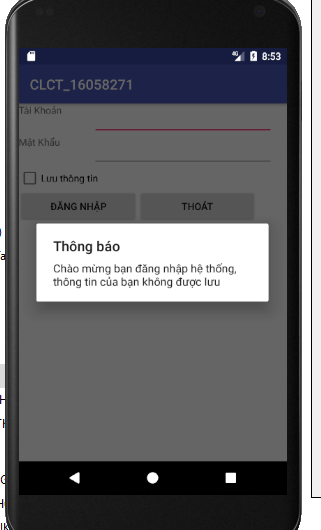 8:53
CLCT_16058271
Tài Khoản
Mật Khẩu
Lưu thông tin
ĐĂNG NHẬP THOÁT
Thông báo
Chào mừng bạn đăng nhập hệ thống,
thông tin của bạn không được lưu